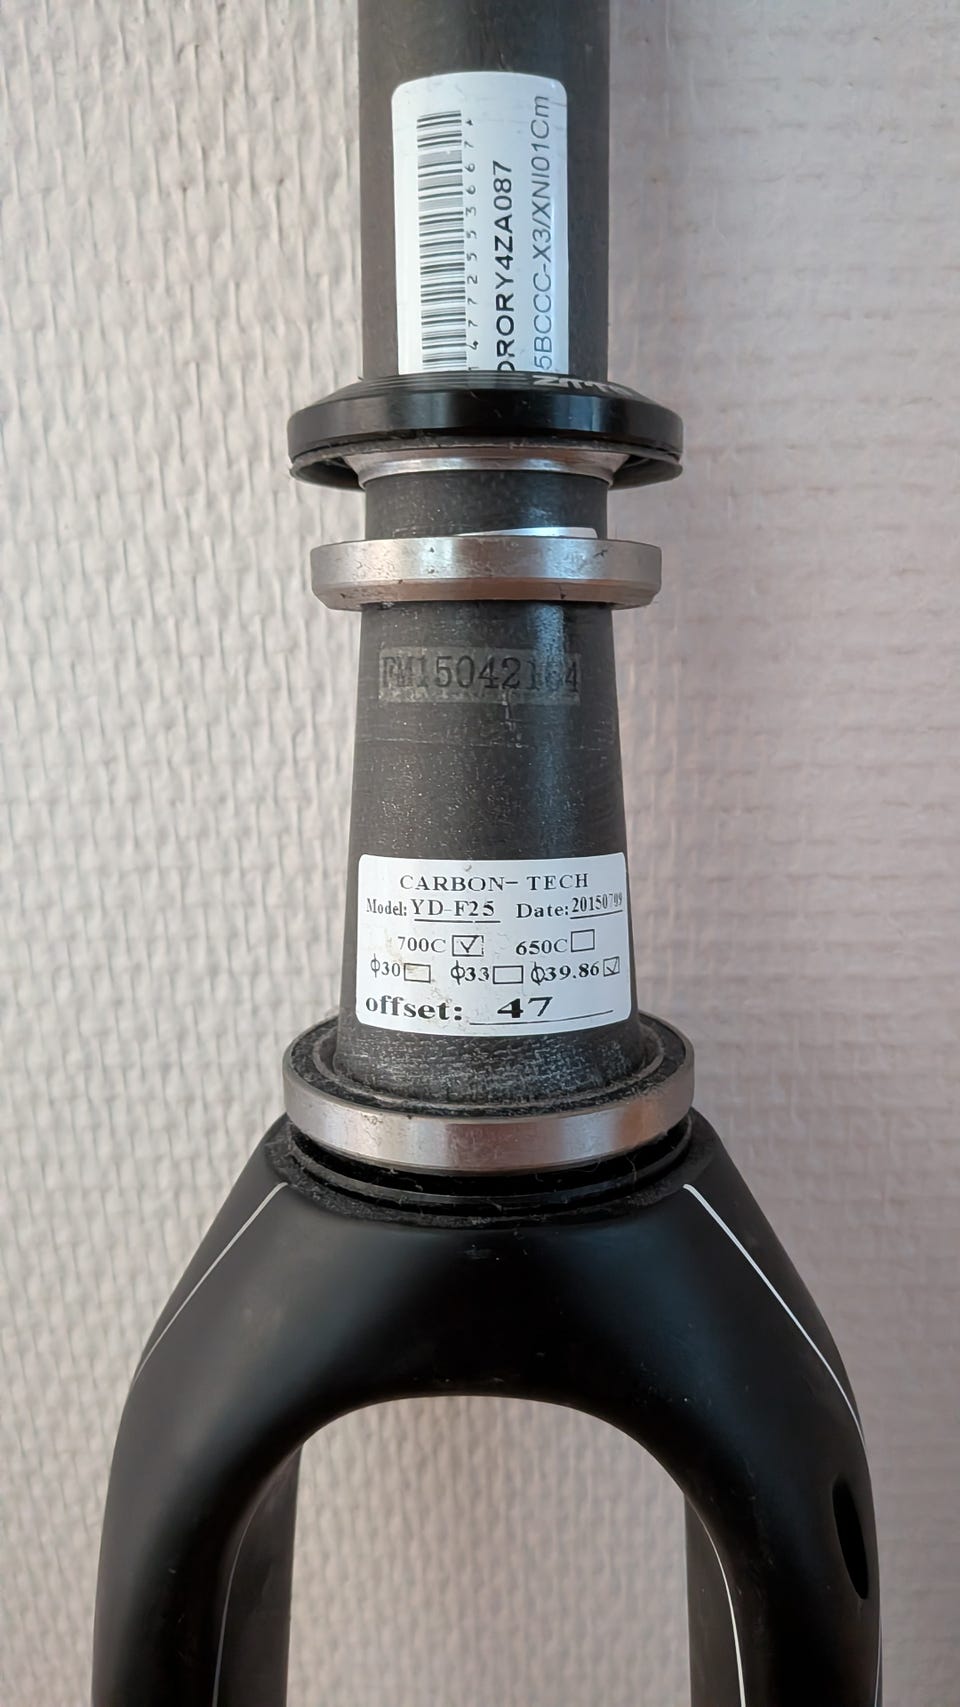 1477255536674
DRORY4ZA087
5BCCC-X3/XNI01Cm
CARBON- TECH
Model: YD-F25 Date: 20150709
700C ☑ 650C ☐
ϕ30 ☐ ϕ33 ☐ ϕ39.86 ☑
offset: 47